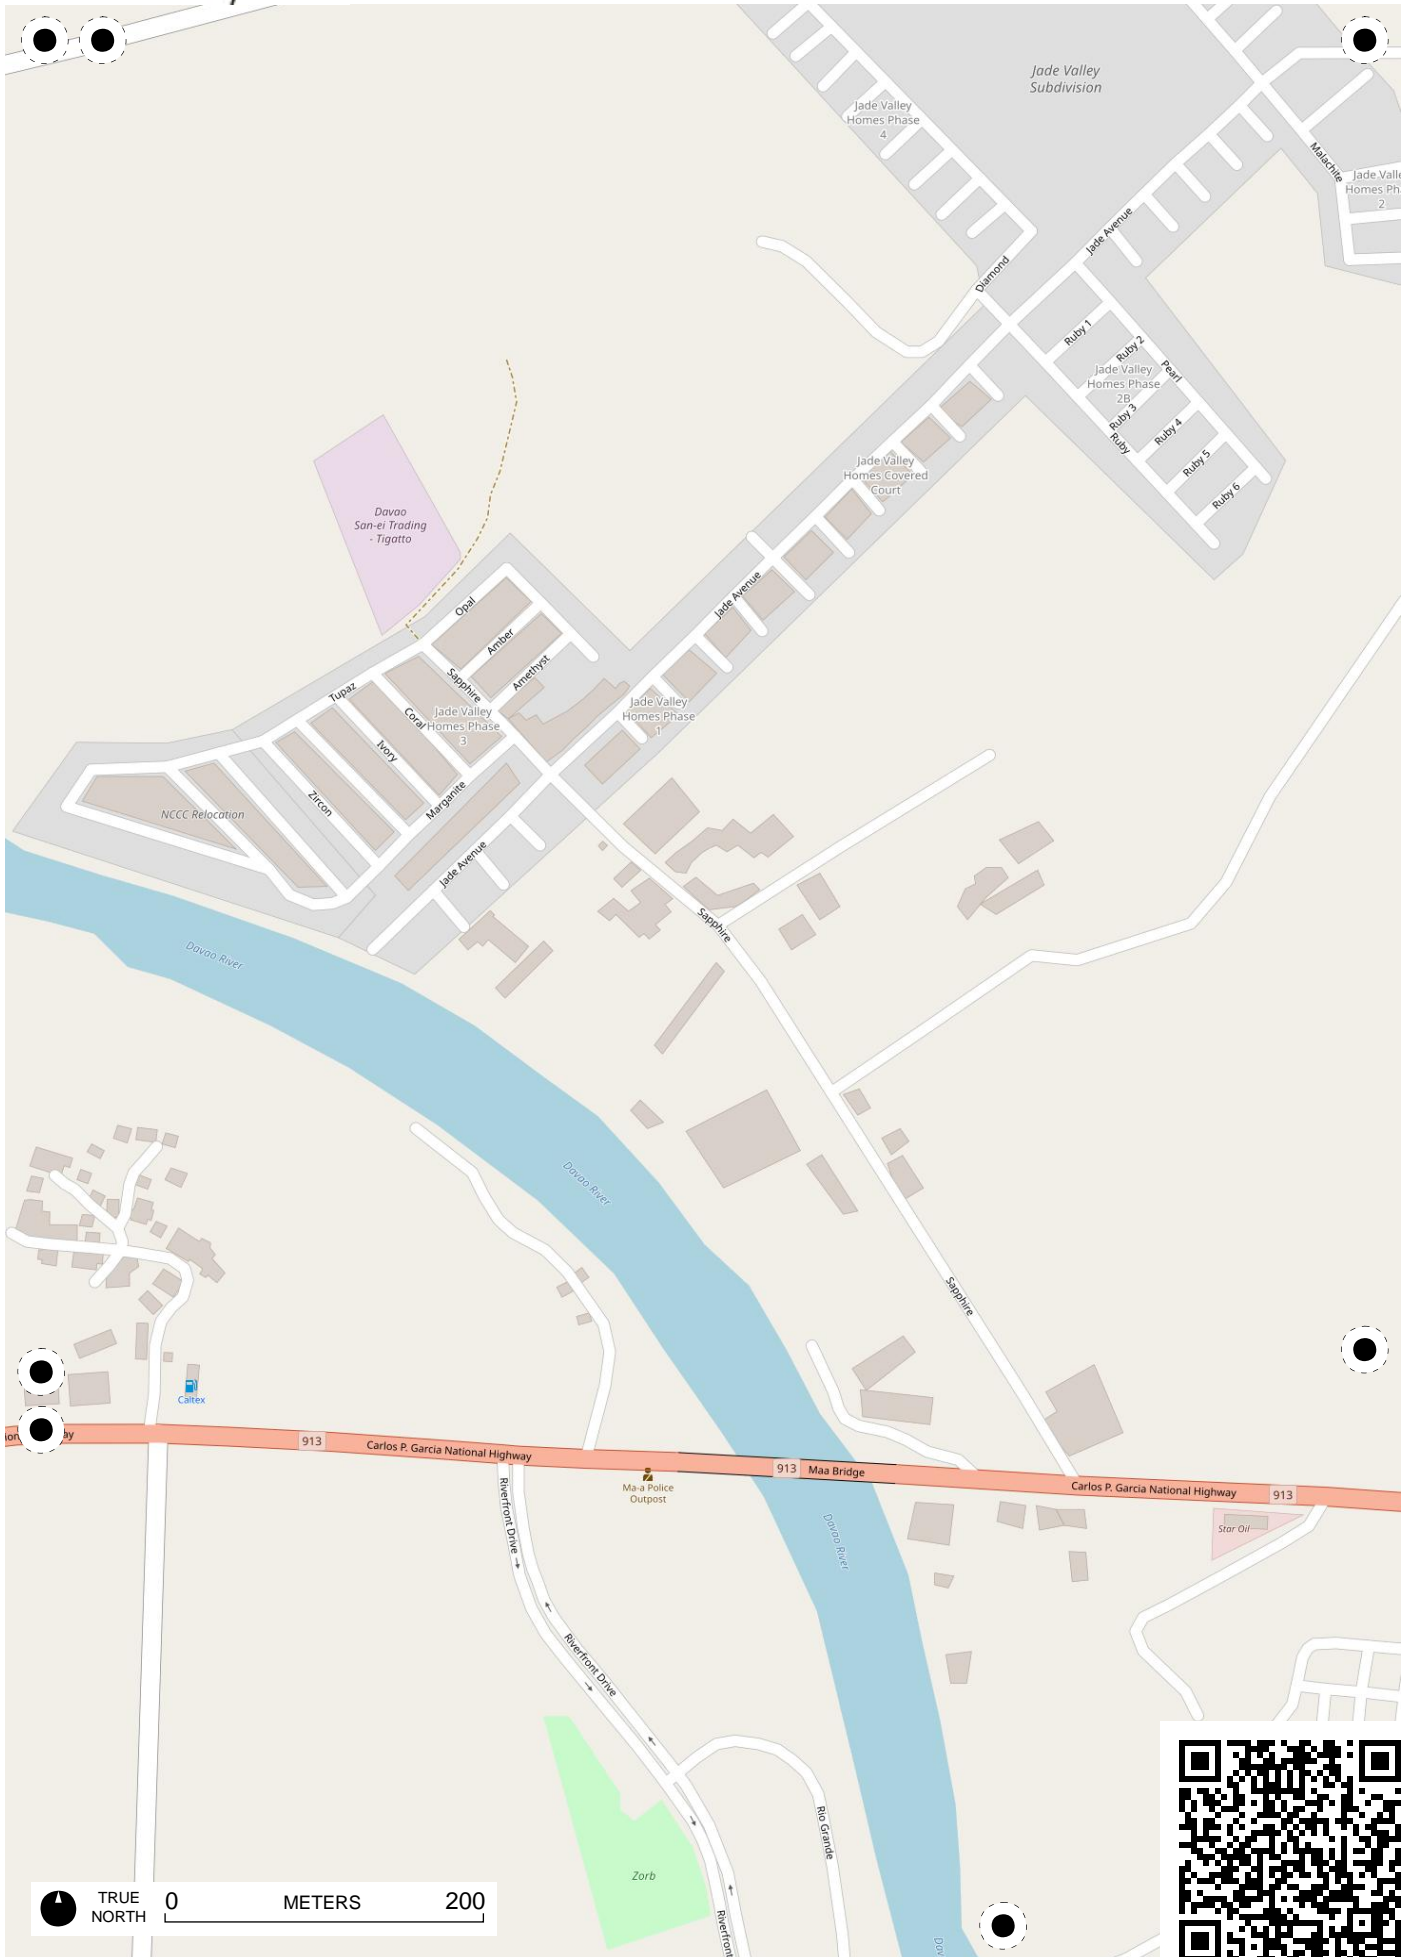 Jade Valley
Subdivision
Jade Valley
Homes Phase
4
Malachite
Homes Ph
2
Jade Avenue
Diamond
Ruby 1
Ruby 2
Pearl
Jade Valley
Homes Phase
2B
Ruby 3
Ruby 4
Ruby
Ruby 5
Ruby 6
Jade Valley
Homes Covered
Court
Davao
San-ei Trading
- Tigatto
Jade Avenue
Opal
Amber
Amethyst
Sapphire
Tupaz
Coral
Jade Valley
Homes Phase
3
Jade Valley
Homes Phase
1
Ivory
Zircon
Marganite
NCCC Relocation
Jade Avenue
Sapphire
Davao River
Davao River
Sapphire
Caltex
913
Carlos P. Garcia National Highway
913
Maa Bridge
Carlos P. Garcia National Highway
913
Ma-a Police
Outpost
Riverfront Drive
Davao River
Star Oil
Riverfront Drive
Rio Grande
Zorb
Riverfront
TRUE
NORTH
0
METERS
200